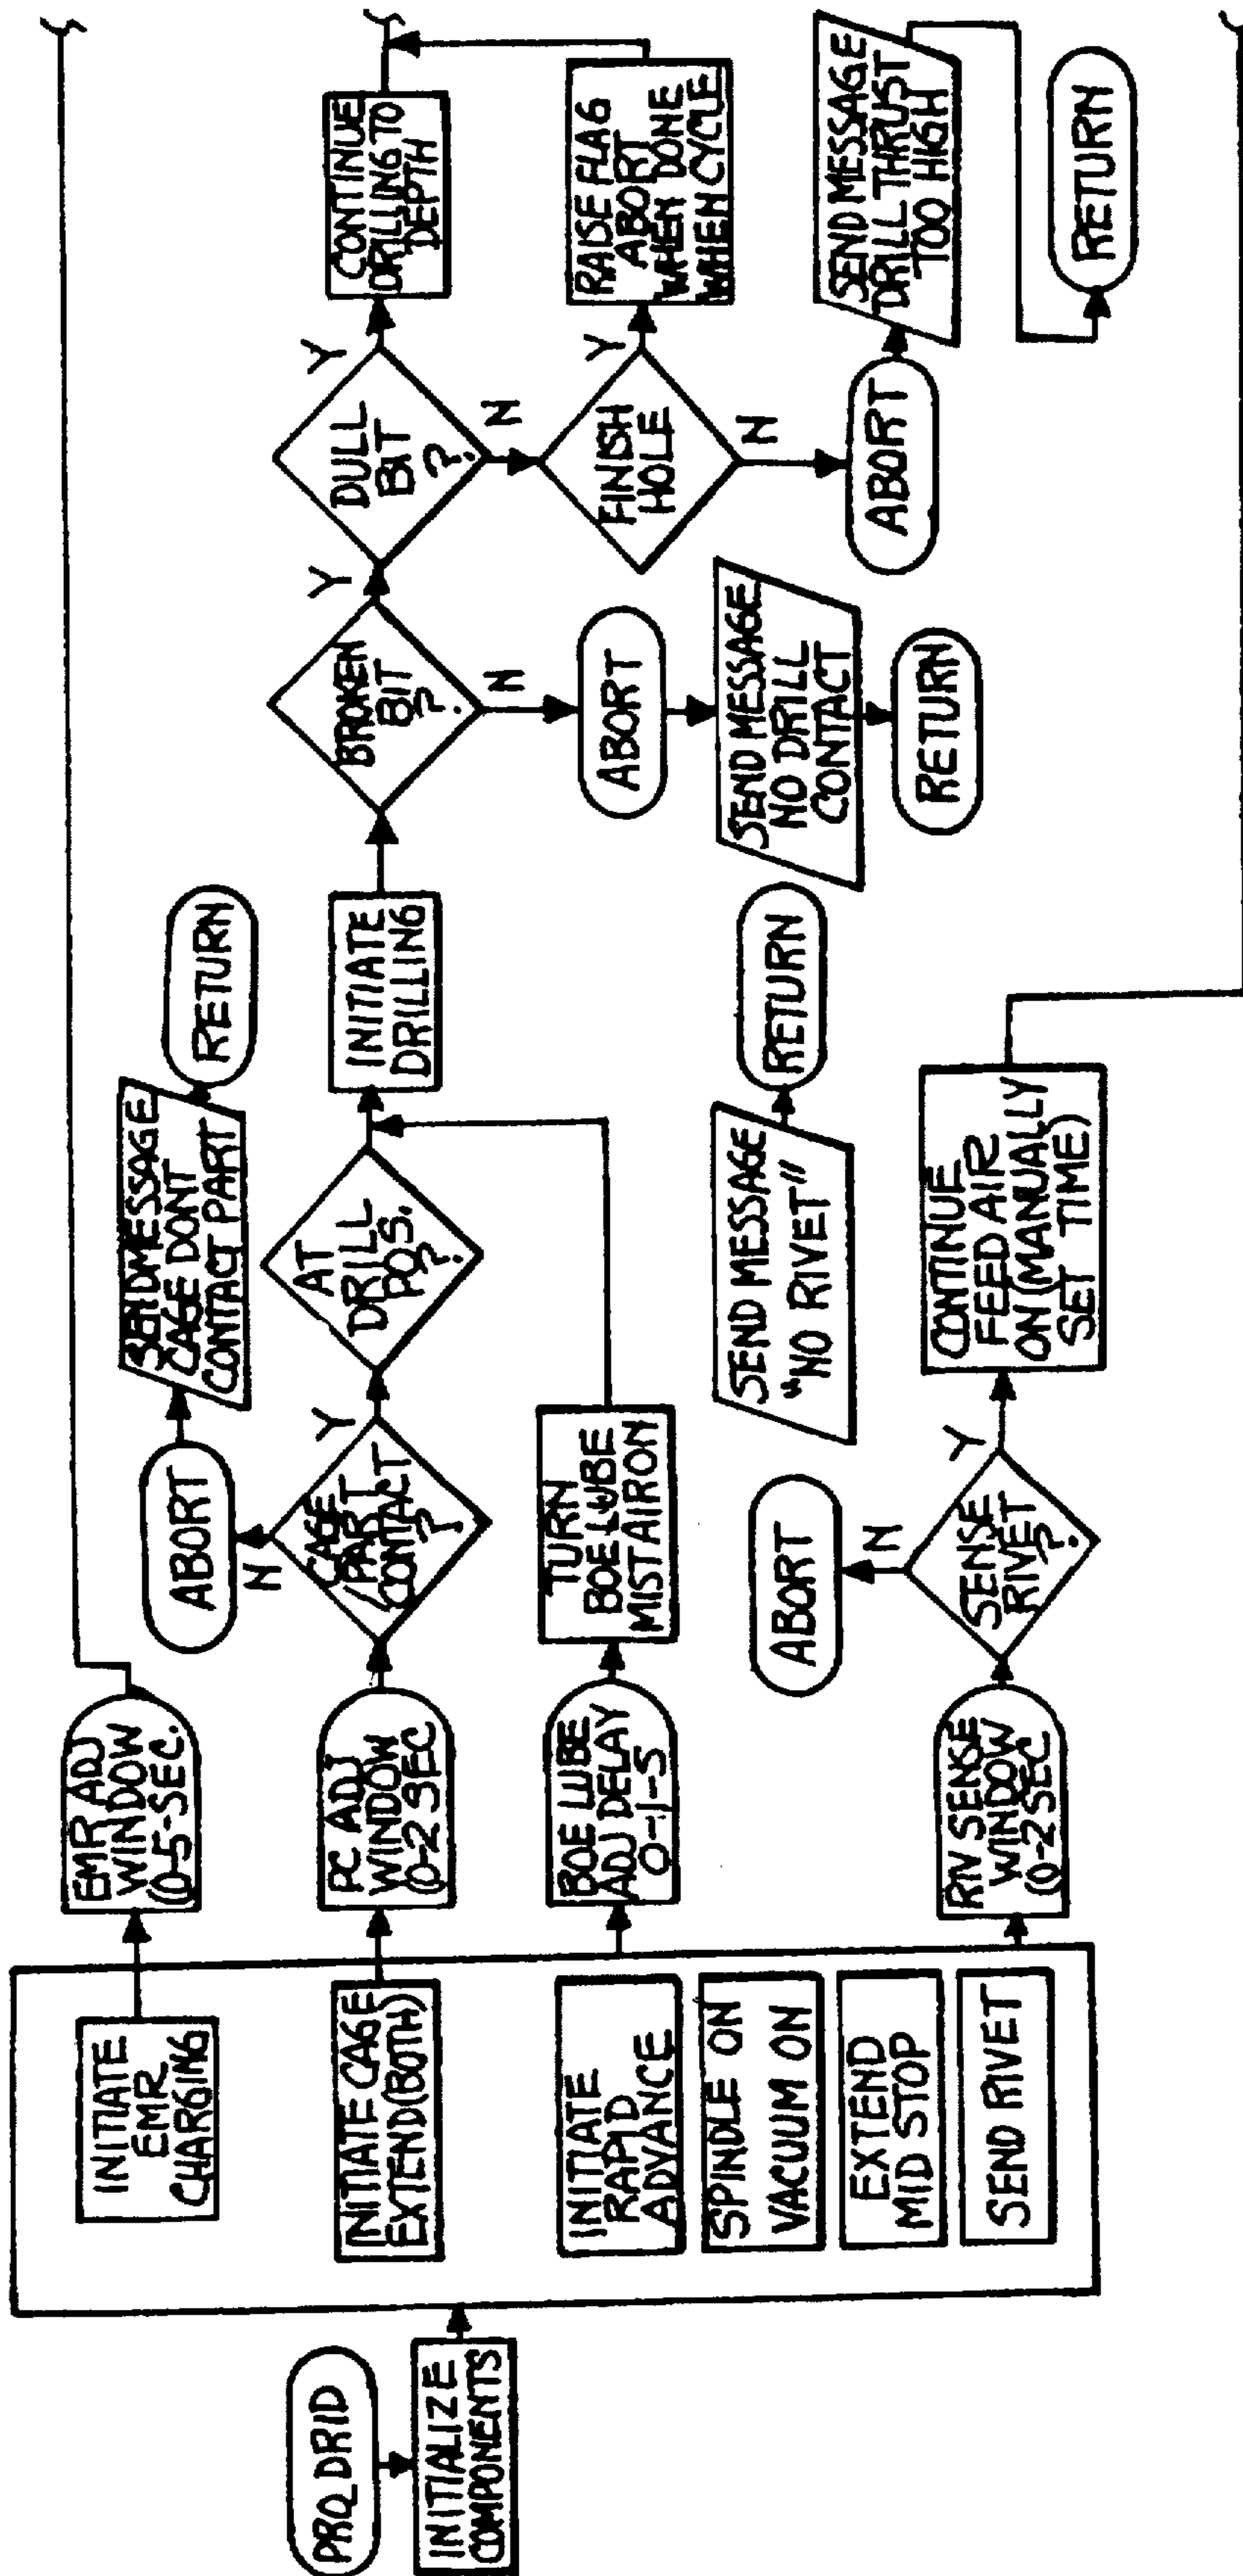 PRQ_DRID
INITIALIZE
COMPONENTS
INITIATE
EMR
CHARGING
INITIATE CAGE
EXTEND (BOTH)
INITIATE
RAPID
ADVANCE
SPINDLE ON
VACUUM ON
EXTEND
MID STOP
SEND RIVET
EMR ADJ
WINDOW
(0-5-SEC.
PC ADJ
WINDOW
(0-2 SEC
BOE LUBE
ADJ DELAY
0-1-5
RIV SENSE
WINDOW
(0-2 SEC
ABORT
N
CAGE
/PART
CONTACT
?
Y
SEND MESSAGE
CAGE DONT
CONTACT PART
RETURN
AT
DRILL
POS.
?
TURN
BOE LUBE
MISTAIRON
ABORT
N
SENSE
RIVET
?
Y
SEND MESSAGE
"NO RIVET"
RETURN
CONTINUE
FEED AIR
ON (MANUALLY
SET TIME)
INITIATE
DRILLING
BROKEN
BIT
?
Y
N
ABORT
SEND MESSAGE
NO DRILL
CONTACT
RETURN
DULL
BIT
?
Y
N
FINISH
HOLE
Y
N
ABORT
CONTINUE
DRILLING TO
DEPTH
RAISE FLAG
ABORT
WHEN DONE
WHEN CYCLE
SEND MESSAGE
DRILL THRUST
TOO HIGH
RETURN